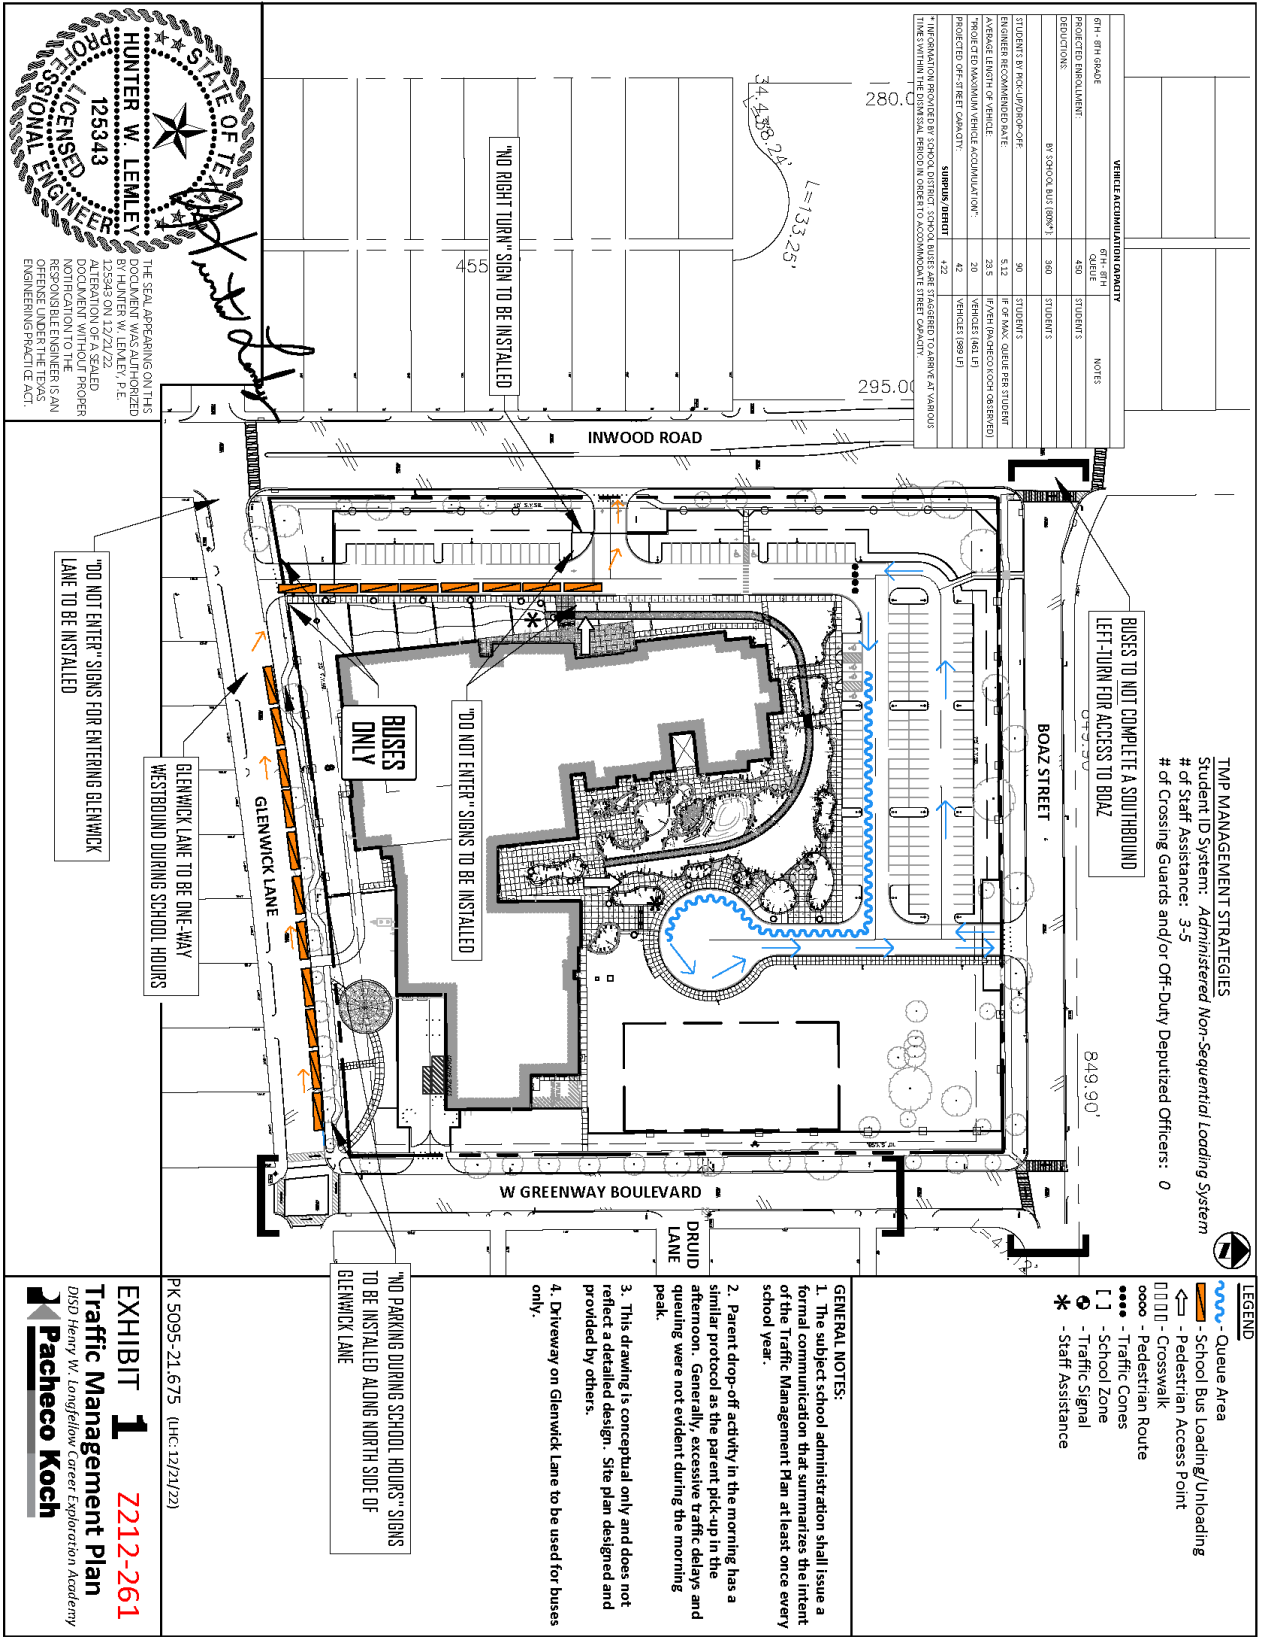 VEHICLE ACCUMULATION CAPACITY
6TH - 8TH GRADE
6TH - 8TH QUEUE
NOTES
PROJECTED ENROLLMENT: 450 STUDENTS
DEDUCTIONS:
BY SCHOOL BUS (80%*): 360 STUDENTS
STUDENTS BY PICK-UP/DROP-OFF: 90 STUDENTS
ENGINEER RECOMMENDED RATE: 5.12 LF OF MAX. QUEUE PER STUDENT
AVERAGE LENGTH OF VEHICLE: 23.5 LF/VEH (PACHECO KOCH OBSERVED)
"PROJECTED MAXIMUM VEHICLE ACCUMULATION": 20 VEHICLES (461 LF)
PROJECTED OFF-STREET CAPACITY: 42 VEHICLES (989 LF)
SURPLUS/DEFICIT +22
* INFORMATION PROVIDED BY SCHOOL DISTRICT. SCHOOL BUSES ARE STAGGERED TO ARRIVE AT VARIOUS
TIMES WITHIN THE DISMISSAL PERIOD IN ORDER TO ACCOMMODATE STREET CAPACITY.
TMP MANAGEMENT STRATEGIES
Student ID System: Administered Non-Sequential Loading System
# of Staff Assistance: 3-5
# of Crossing Guards and/or Off-Duty Deputized Officers: 0
N
LEGEND
- Queue Area
- School Bus Loading/Unloading
- Pedestrian Access Point
- Crosswalk
- Pedestrian Route
- Traffic Cones
- School Zone
- Traffic Signal
- Staff Assistance
BUSES TO NOT COMPLETE A SOUTHBOUND
LEFT-TURN FOR ACCESS TO BOAZ
849.90'
BOAZ STREET
INWOOD ROAD
W GREENWAY BOULEVARD
DRUID
LANE
GLENWICK LANE
280.0
L=133.25'
295.00
455
"NO RIGHT TURN" SIGN TO BE INSTALLED
"DO NOT ENTER" SIGNS TO BE INSTALLED
BUSES
ONLY
GLENWICK LANE TO BE ONE-WAY
WESTBOUND DURING SCHOOL HOURS
"DO NOT ENTER" SIGNS FOR ENTERING GLENWICK
LANE TO BE INSTALLED
"NO PARKING DURING SCHOOL HOURS" SIGNS
TO BE INSTALLED ALONG NORTH SIDE OF
GLENWICK LANE
GENERAL NOTES:
1. The subject school administration shall issue a
formal communication that summarizes the intent
of the Traffic Management Plan at least once every
school year.
2. Parent drop-off activity in the morning has a
similar protocol as the parent pick-up in the
afternoon. Generally, excessive traffic delays and
queuing were not evident during the morning
peak.
3. This drawing is conceptual only and does not
reflect a detailed design. Site plan designed and
provided by others.
4. Driveway on Glenwick Lane to be used for buses
only.
STATE OF TEXAS
HUNTER W. LEMLEY
125343
LICENSED
PROFESSIONAL ENGINEER
THE SEAL APPEARING ON THIS
DOCUMENT WAS AUTHORIZED
BY HUNTER W. LEMLEY, P.E.
125343 ON 12/21/22
ALTERATION OF A SEALED
DOCUMENT WITHOUT PROPER
NOTIFICATION TO THE
RESPONSIBLE ENGINEER IS AN
OFFENSE UNDER THE TEXAS
ENGINEERING PRACTICE ACT.
PK 5095-21.675 (LHC: 12/21/22)
EXHIBIT 1 Z212-261
Traffic Management Plan
DISD Henry W. Longfellow Career Exploration Academy
Pacheco Koch